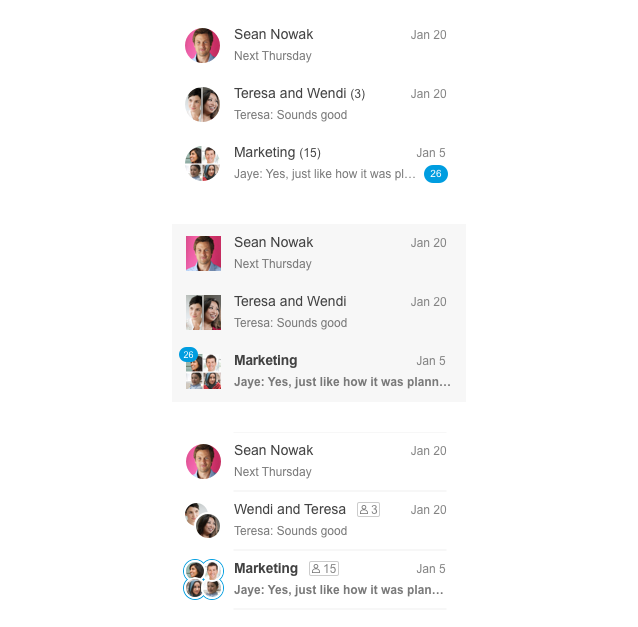 Sean Nowak Jan 20
Next Thursday
Teresa and Wendi (3) Jan 20
Teresa: Sounds good
Marketing (15) Jan 5
Jaye: Yes, just like how it was pl… 26
Sean Nowak Jan 20
Next Thursday
Teresa and Wendi Jan 20
Teresa: Sounds good
26 Marketing Jan 5
Jaye: Yes, just like how it was plann…
Sean Nowak Jan 20
Next Thursday
Wendi and Teresa 3 Jan 20
Teresa: Sounds good
Marketing 15 Jan 5
Jaye: Yes, just like how it was plan…